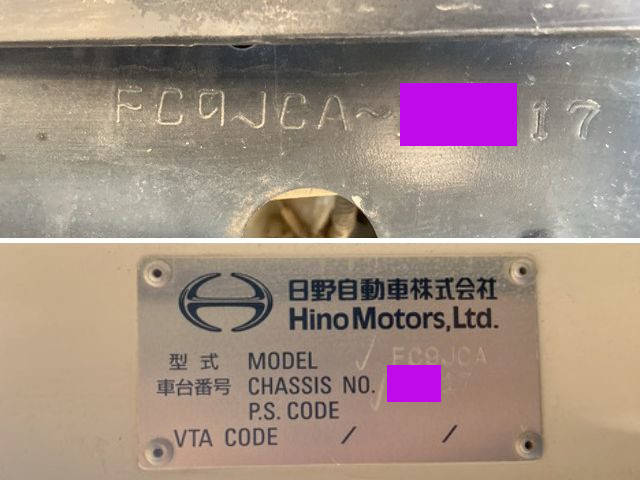 FC9JCA~ 17
日野自動車株式会社
Hino Motors, Ltd.
型式 MODEL FC9JCA
車台番号 CHASSIS NO. 17
P.S. CODE
VTA CODE / /